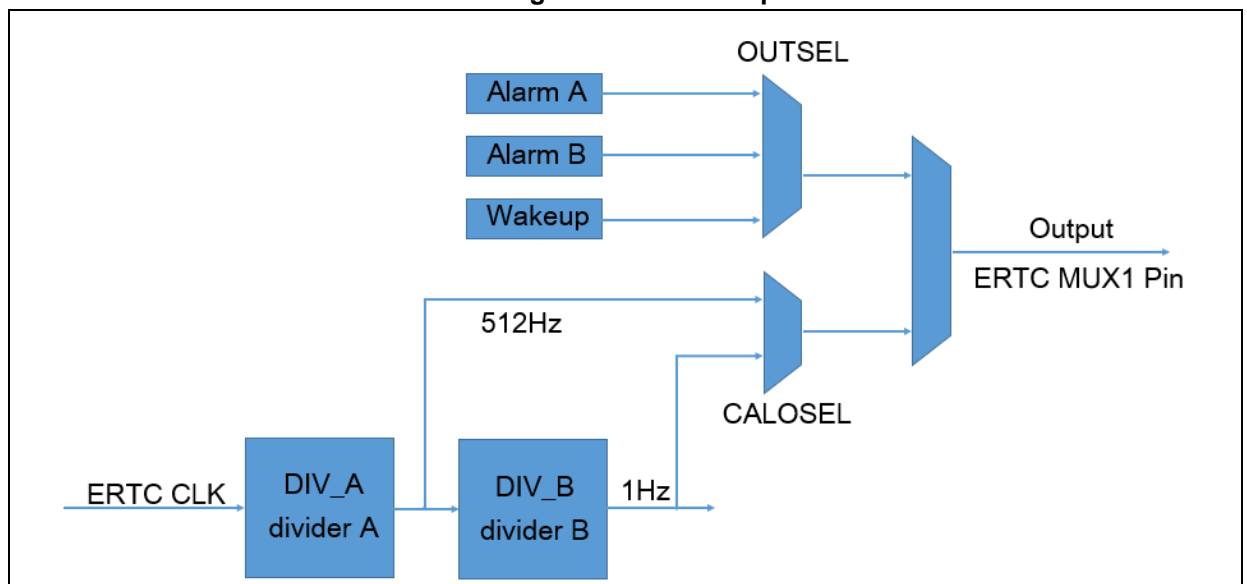 OUTSEL
Alarm A
Alarm B
Wakeup
Output
ERTC MUX1 Pin
512Hz
CALOSEL
ERTC CLK
DIV_A
divider A
DIV_B
divider B
1Hz